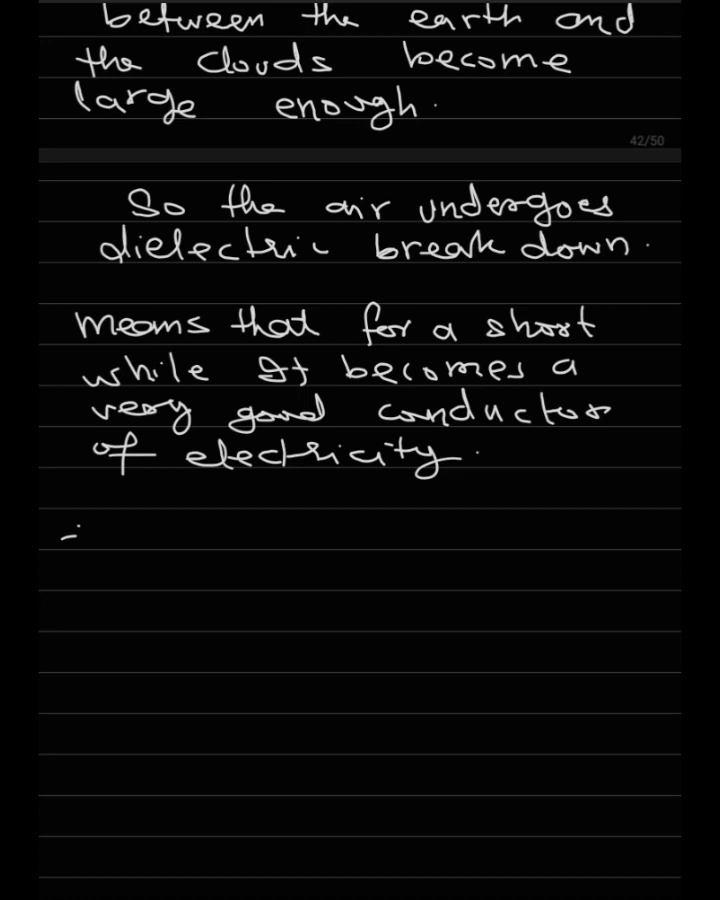 between the earth and
the clouds become
large enough.
42/50
So the air undergoes
dielectric break down.
means that for a short
while It becomes a
very good conductor
of electricity.